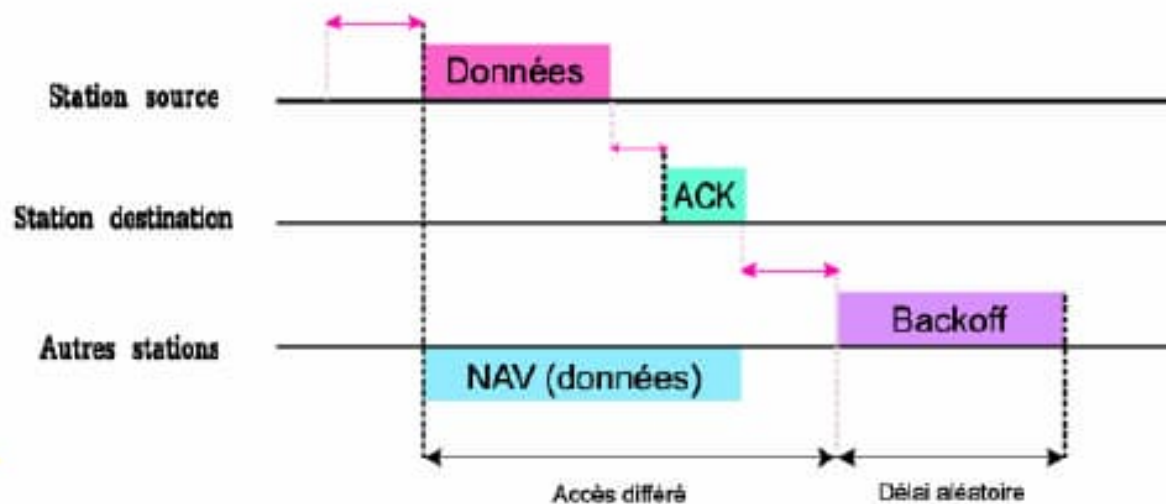 Données
Station source
ACK
Station destination
Backoff
Autres stations
NAV (données)
Accès différé
Délai aléatoire